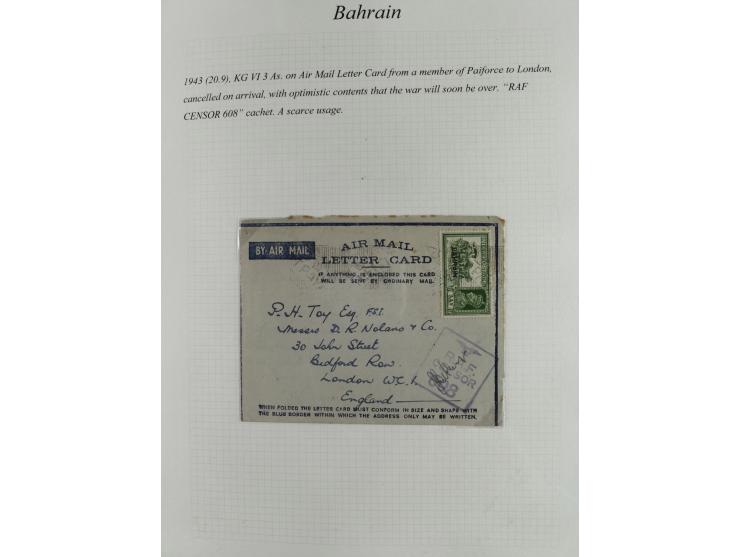 Bahrain
1943 (20.9), KG VI 3 As. on Air Mail Letter Card from a member of Paiforce to London,
cancelled on arrival, with optimistic contents that the war will soon be over. “RAF
CENSOR 608” cachet. A scarce usage.
BY AIR MAIL
AIR MAIL
LETTER CARD
IF ANYTHING IS ENCLOSED THIS CARD
WILL BE SENT BY ORDINARY MAIL.
P. H. Toy Esq. F.S.I.
Messrs D. R. Nolans & Co.
30 John Street
Bedford Row.
London W.C.1.
England
WHEN FOLDED THE LETTER CARD MUST CONFORM IN SIZE AND SHAPE WITH
THE BLUE BORDER WITHIN WHICH THE ADDRESS ONLY MAY BE WRITTEN.